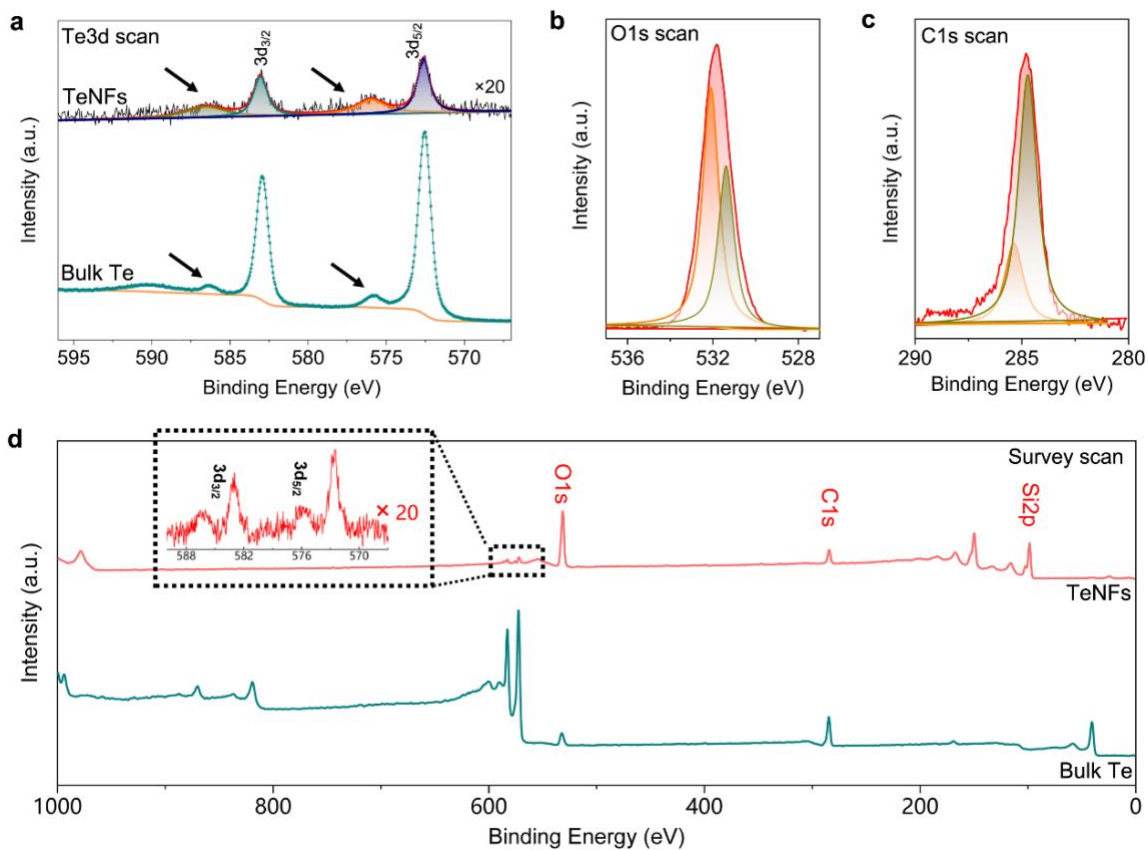 a
Te3d scan
3d3/2
3d5/2
TeNFs
×20
Bulk Te
Intensity (a.u.)
595 590 585 580 575 570
Binding Energy (eV)
b
O1s scan
Intensity (a.u.)
536 532 528
Binding Energy (eV)
c
C1s scan
Intensity (a.u.)
290 285 280
Binding Energy (eV)
d
3d3/2
3d5/2
× 20
588 582 576 570
O1s
C1s
Si2p
Survey scan
TeNFs
Bulk Te
Intensity (a.u.)
1000 800 600 400 200 0
Binding Energy (eV)